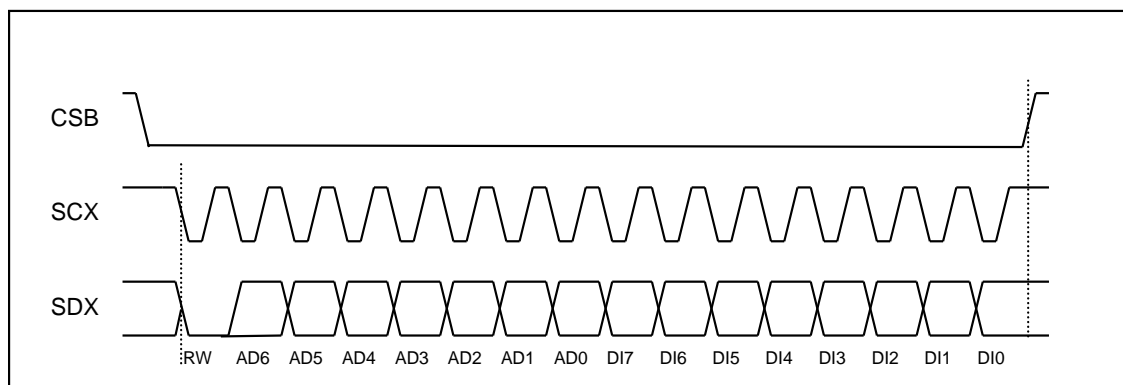 CSB
SCX
SDX
RW AD6 AD5 AD4 AD3 AD2 AD1 AD0 DI7 DI6 DI5 DI4 DI3 DI2 DI1 DI0